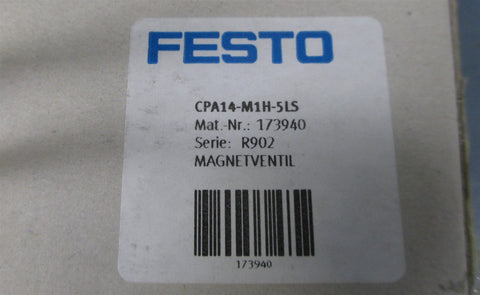 FESTO
CPA14-M1H-5LS
Mat.-Nr.: 173940
Serie: R902
MAGNETVENTIL
173940